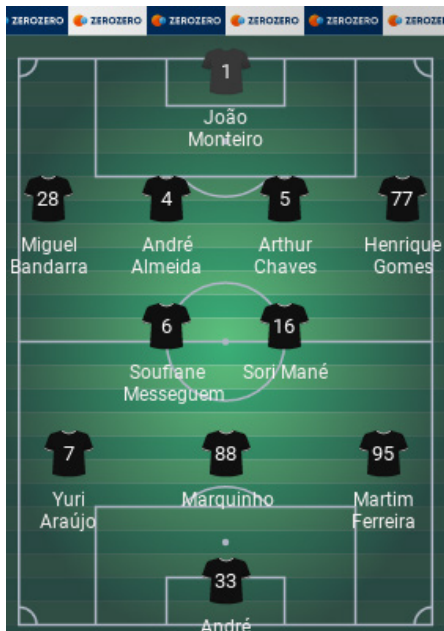 ZEROZERO ZEROZERO ZEROZERO ZEROZERO ZEROZERO ZEROZE
1
João
Monteiro
28 4 5 77
Miguel André Arthur Henrique
Bandarra Almeida Chaves Gomes
6 16
Soufiane Sori Mané
Messeguem
7 88 95
Yuri Marquinho Martim
Araújo Ferreira
33
André